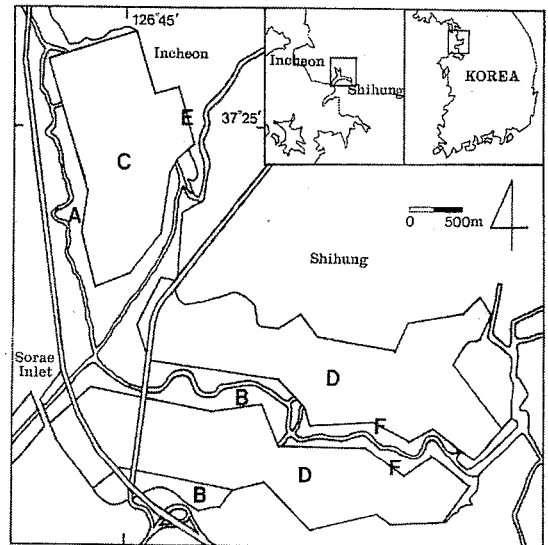 126°45′
Incheon
37°25′
Incheon
Shihung
KOREA
E
C
A
0 500m
Shihung
Sorae
Inlet
D
B
F
F
D
B